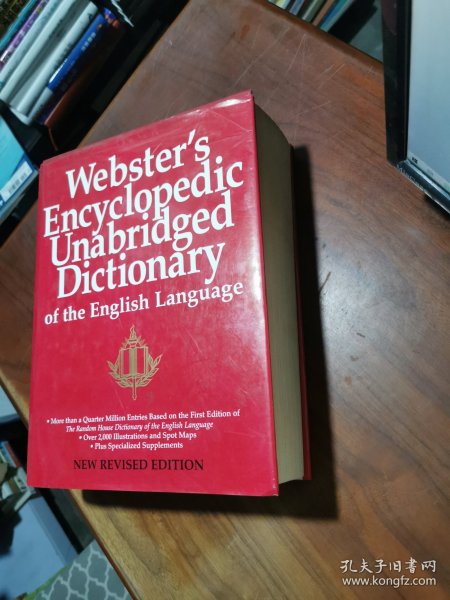 Webster's
Encyclopedic
Unabridged
Dictionary
of the English Language
• More than a Quarter Million Entries Based on the First Edition of
The Random House Dictionary of the English Language
• Over 2,000 Illustrations and Spot Maps
• Plus Specialized Supplements
NEW REVISED EDITION
孔夫子旧书网
www.kongfz.com